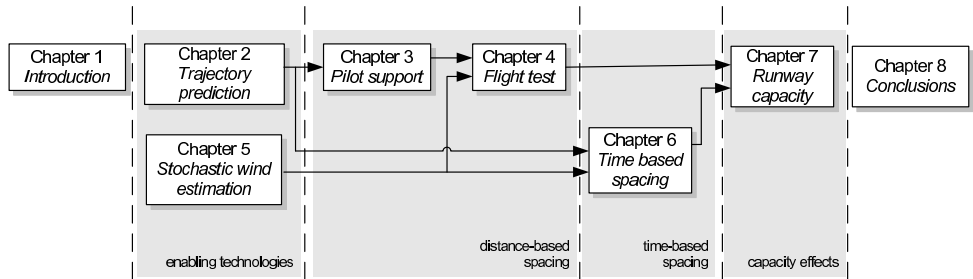 Chapter 1
Introduction
Chapter 2
Trajectory
prediction
Chapter 5
Stochastic wind
estimation
enabling technologies
Chapter 3
Pilot support
Chapter 4
Flight test
distance-based
spacing
Chapter 6
Time based
spacing
time-based
spacing
Chapter 7
Runway
capacity
capacity effects
Chapter 8
Conclusions